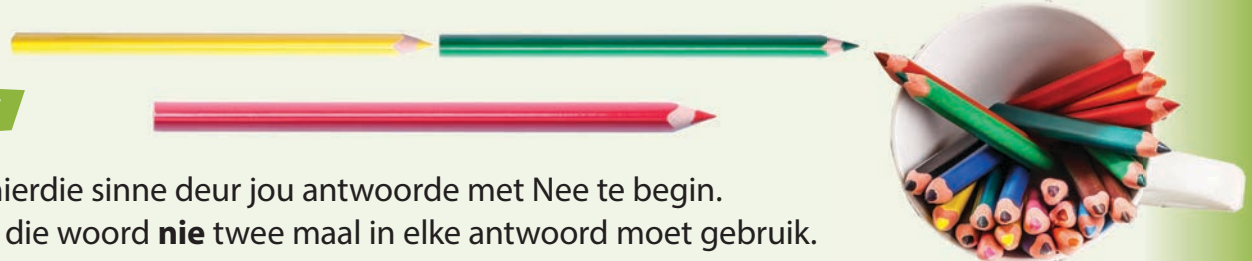 hierdie sinne deur jou antwoorde met Nee te begin.
die woord nie twee maal in elke antwoord moet gebruik.